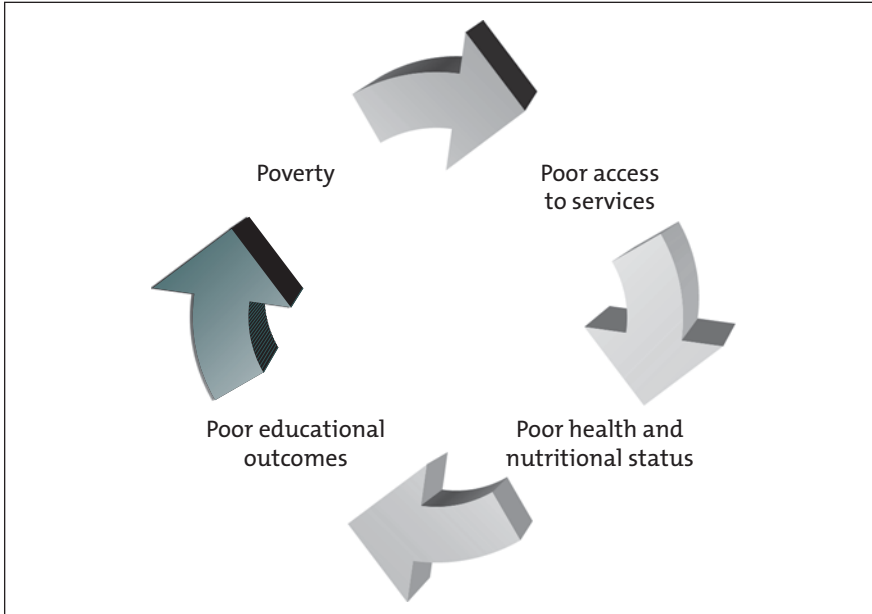 Poverty
Poor access
to services
Poor health and
nutritional status
Poor educational
outcomes